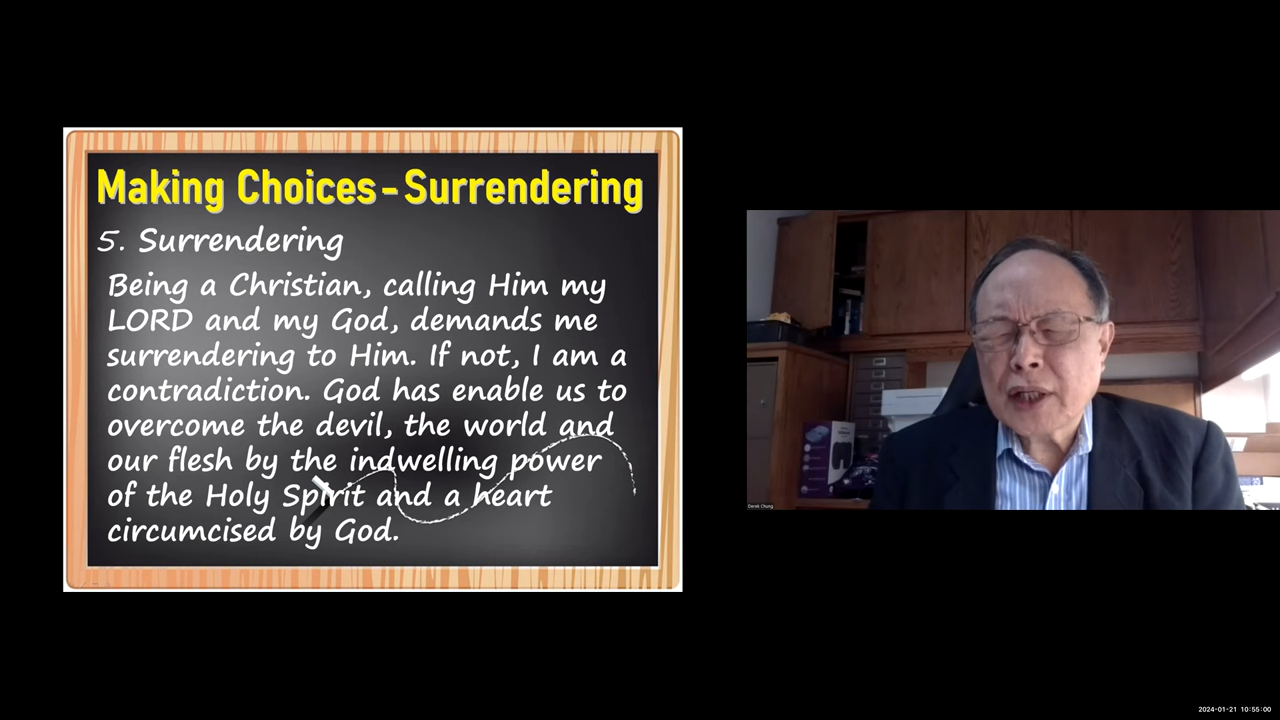 Making Choices - Surrendering
5. Surrendering
Being a Christian, calling Him my
LORD and my God, demands me
surrendering to Him. If not, I am a
contradiction. God has enable us to
overcome the devil, the world and
our flesh by the indwelling power
of the Holy Spirit and a heart
circumcised by God.
Derek Chung
2024-01-21 10:55:00